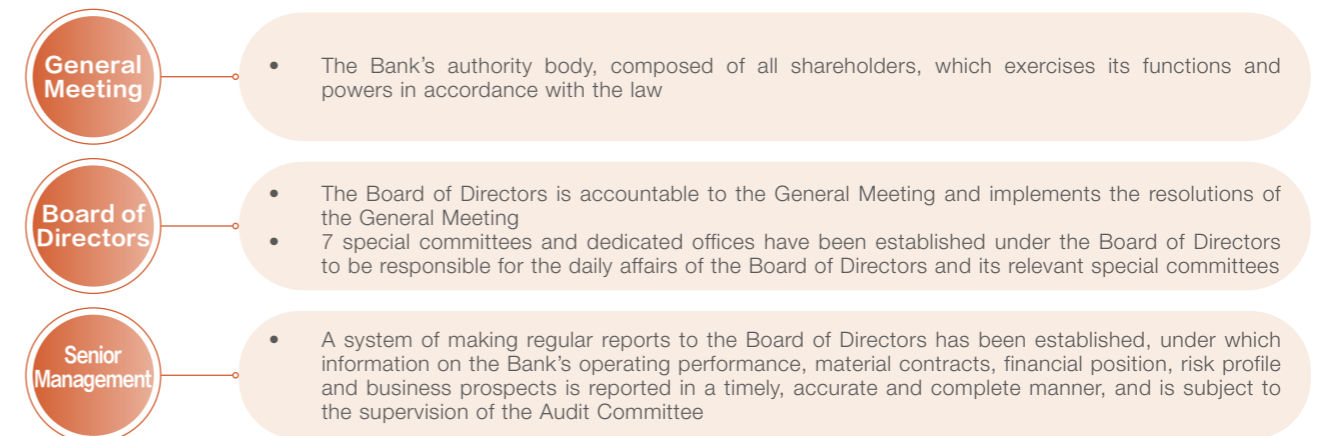 General
Meeting
• The Bank’s authority body, composed of all shareholders, which exercises its functions and
powers in accordance with the law
Board of
Directors
• The Board of Directors is accountable to the General Meeting and implements the resolutions of
the General Meeting
• 7 special committees and dedicated offices have been established under the Board of Directors
to be responsible for the daily affairs of the Board of Directors and its relevant special committees
Senior
Management
• A system of making regular reports to the Board of Directors has been established, under which
information on the Bank’s operating performance, material contracts, financial position, risk profile
and business prospects is reported in a timely, accurate and complete manner, and is subject to
the supervision of the Audit Committee